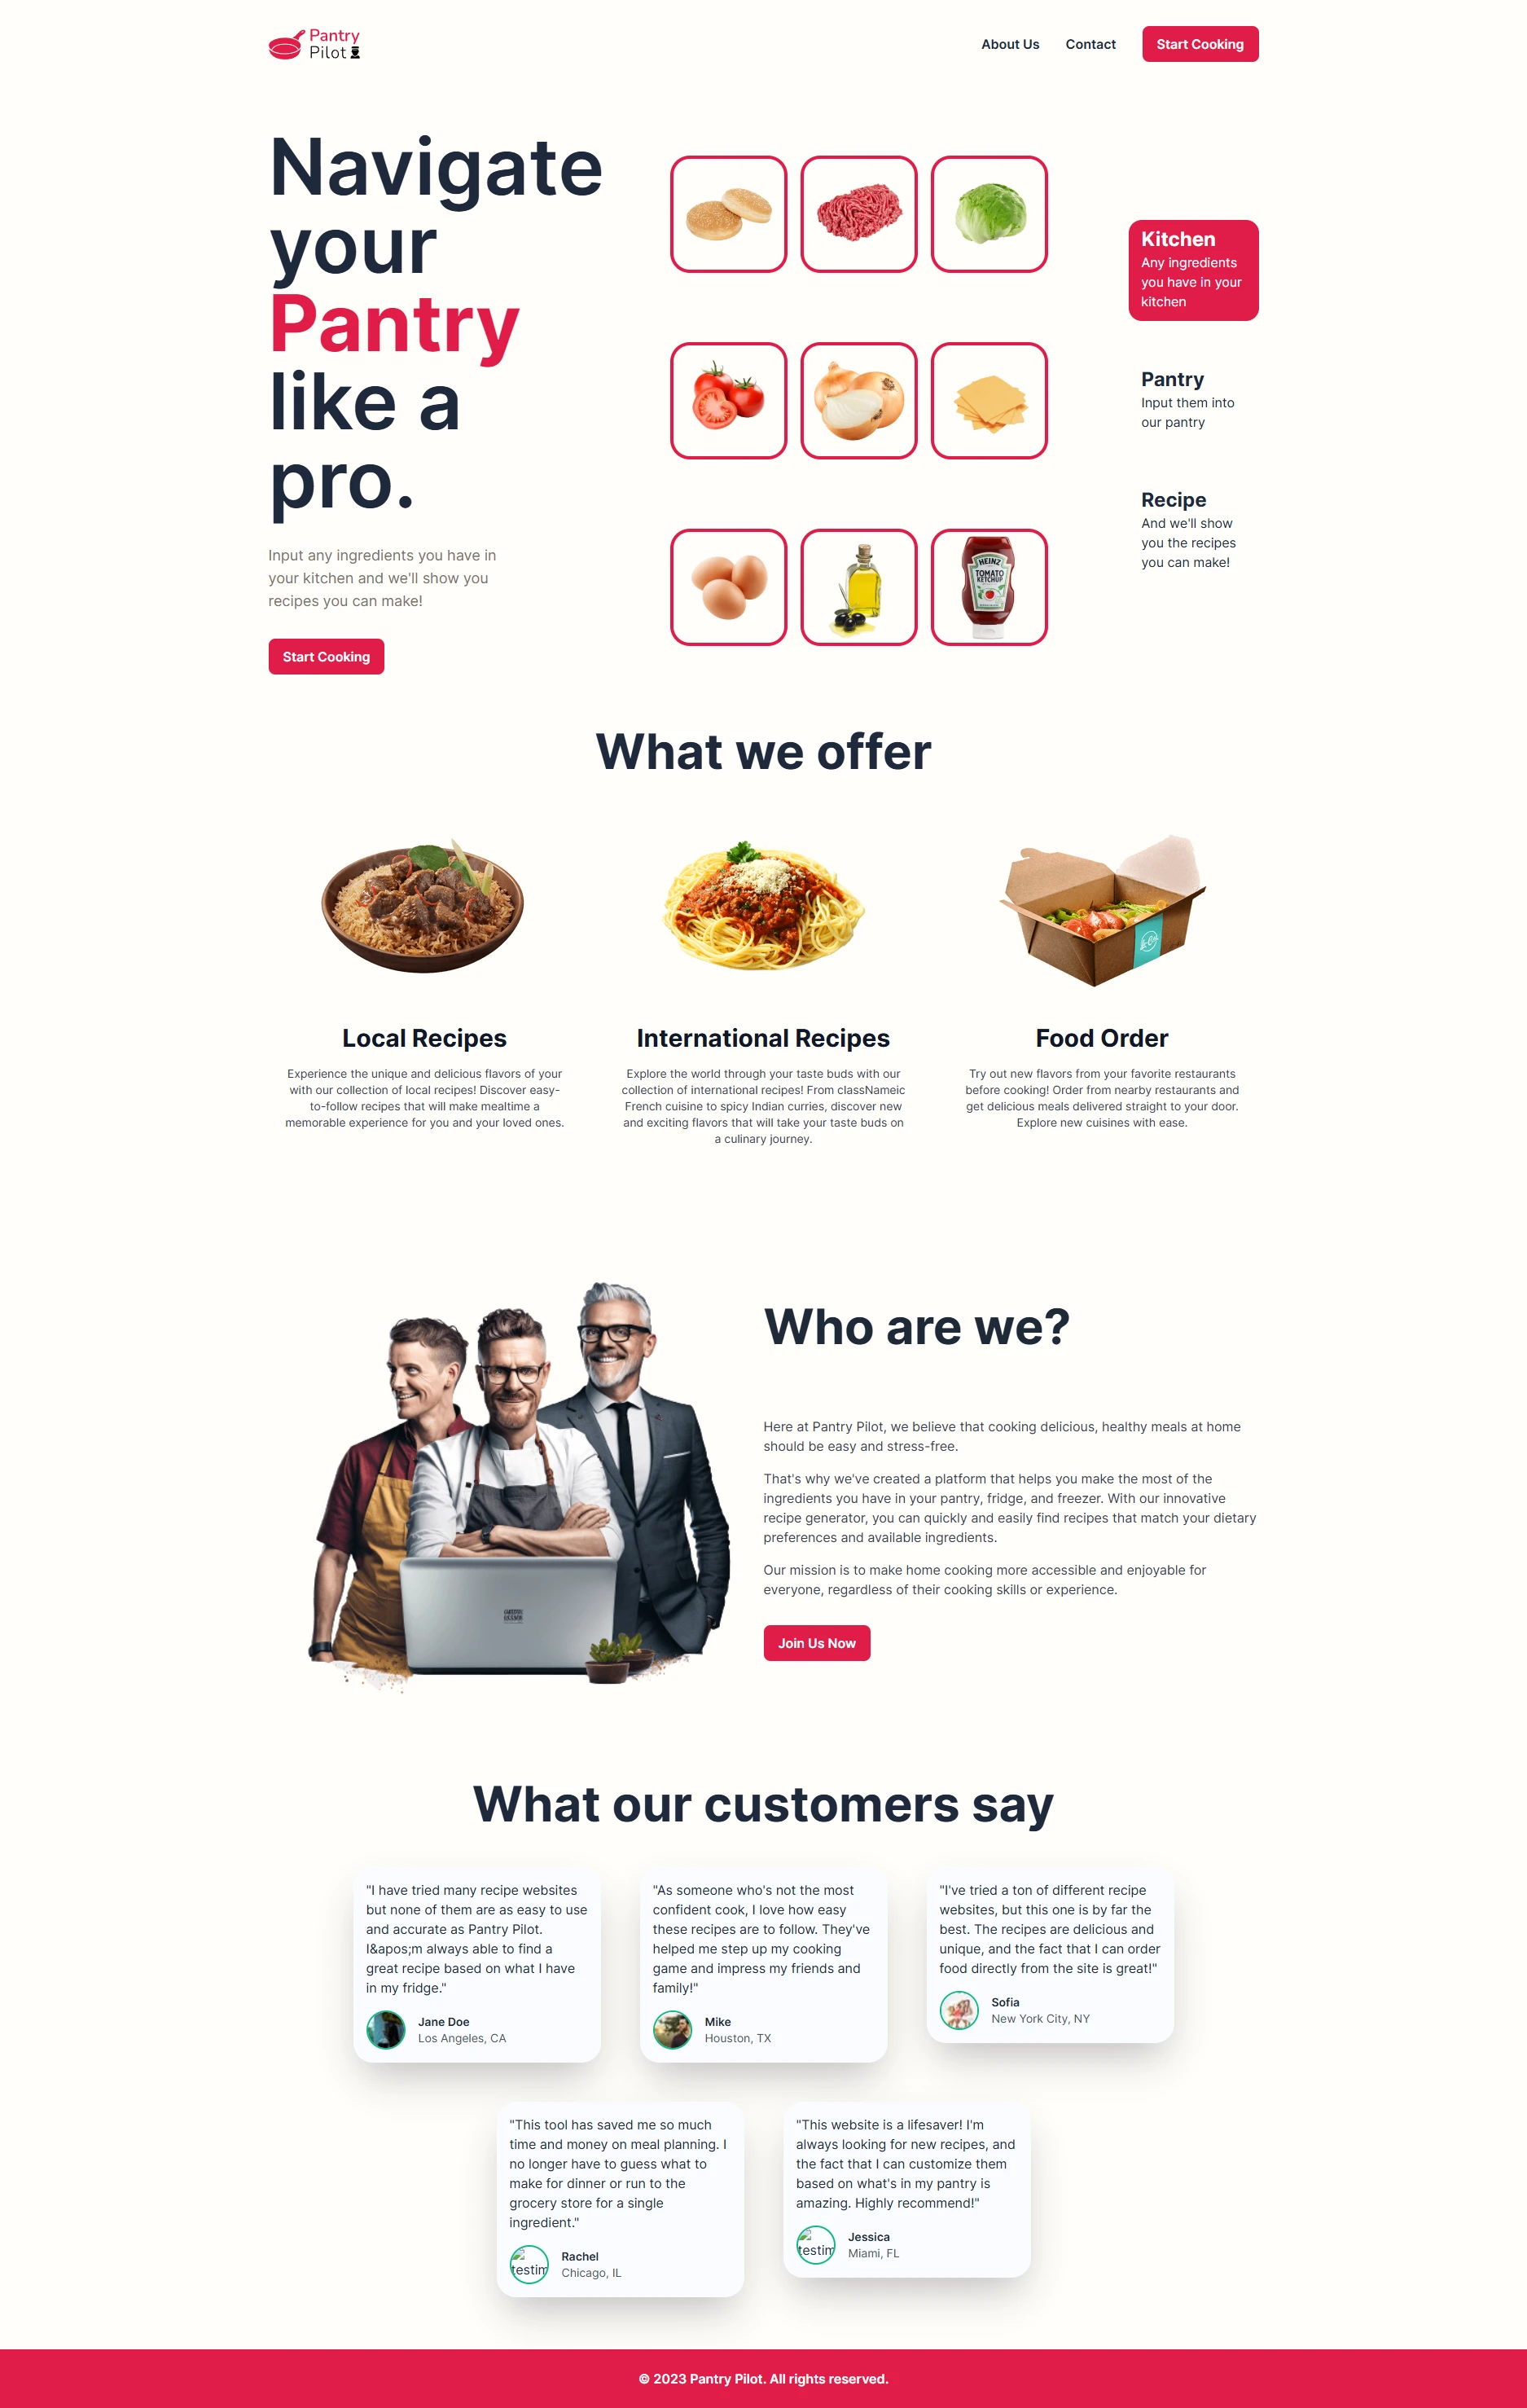 Pantry
Pilot
About Us
Contact
Start Cooking
Navigate
your
Pantry
like a
pro.
Input any ingredients you have in
your kitchen and we'll show you
recipes you can make!
Start Cooking
HEINZ
TOMATO
KETCHUP
Kitchen
Any ingredients
you have in your
kitchen
Pantry
Input them into
our pantry
Recipe
And we'll show
you the recipes
you can make!
What we offer
Local Recipes
Experience the unique and delicious flavors of your
with our collection of local recipes! Discover easy-
to-follow recipes that will make mealtime a
memorable experience for you and your loved ones.
International Recipes
Explore the world through your taste buds with our
collection of international recipes! From classNameic
French cuisine to spicy Indian curries, discover new
and exciting flavors that will take your taste buds on
a culinary journey.
Food Order
Try out new flavors from your favorite restaurants
before cooking! Order from nearby restaurants and
get delicious meals delivered straight to your door.
Explore new cuisines with ease.
Who are we?
Here at Pantry Pilot, we believe that cooking delicious, healthy meals at home
should be easy and stress-free.
That's why we've created a platform that helps you make the most of the
ingredients you have in your pantry, fridge, and freezer. With our innovative
recipe generator, you can quickly and easily find recipes that match your dietary
preferences and available ingredients.
Our mission is to make home cooking more accessible and enjoyable for
everyone, regardless of their cooking skills or experience.
Join Us Now
What our customers say
"I have tried many recipe websites
but none of them are as easy to use
and accurate as Pantry Pilot.
I&apos;m always able to find a
great recipe based on what I have
in my fridge."
Jane Doe
Los Angeles, CA
"As someone who's not the most
confident cook, I love how easy
these recipes are to follow. They've
helped me step up my cooking
game and impress my friends and
family!"
Mike
Houston, TX
"I've tried a ton of different recipe
websites, but this one is by far the
best. The recipes are delicious and
unique, and the fact that I can order
food directly from the site is great!"
Sofia
New York City, NY
"This tool has saved me so much
time and money on meal planning. I
no longer have to guess what to
make for dinner or run to the
grocery store for a single
ingredient."
testim
Rachel
Chicago, IL
"This website is a lifesaver! I'm
always looking for new recipes, and
the fact that I can customize them
based on what's in my pantry is
amazing. Highly recommend!"
testim
Jessica
Miami, FL
© 2023 Pantry Pilot. All rights reserved.